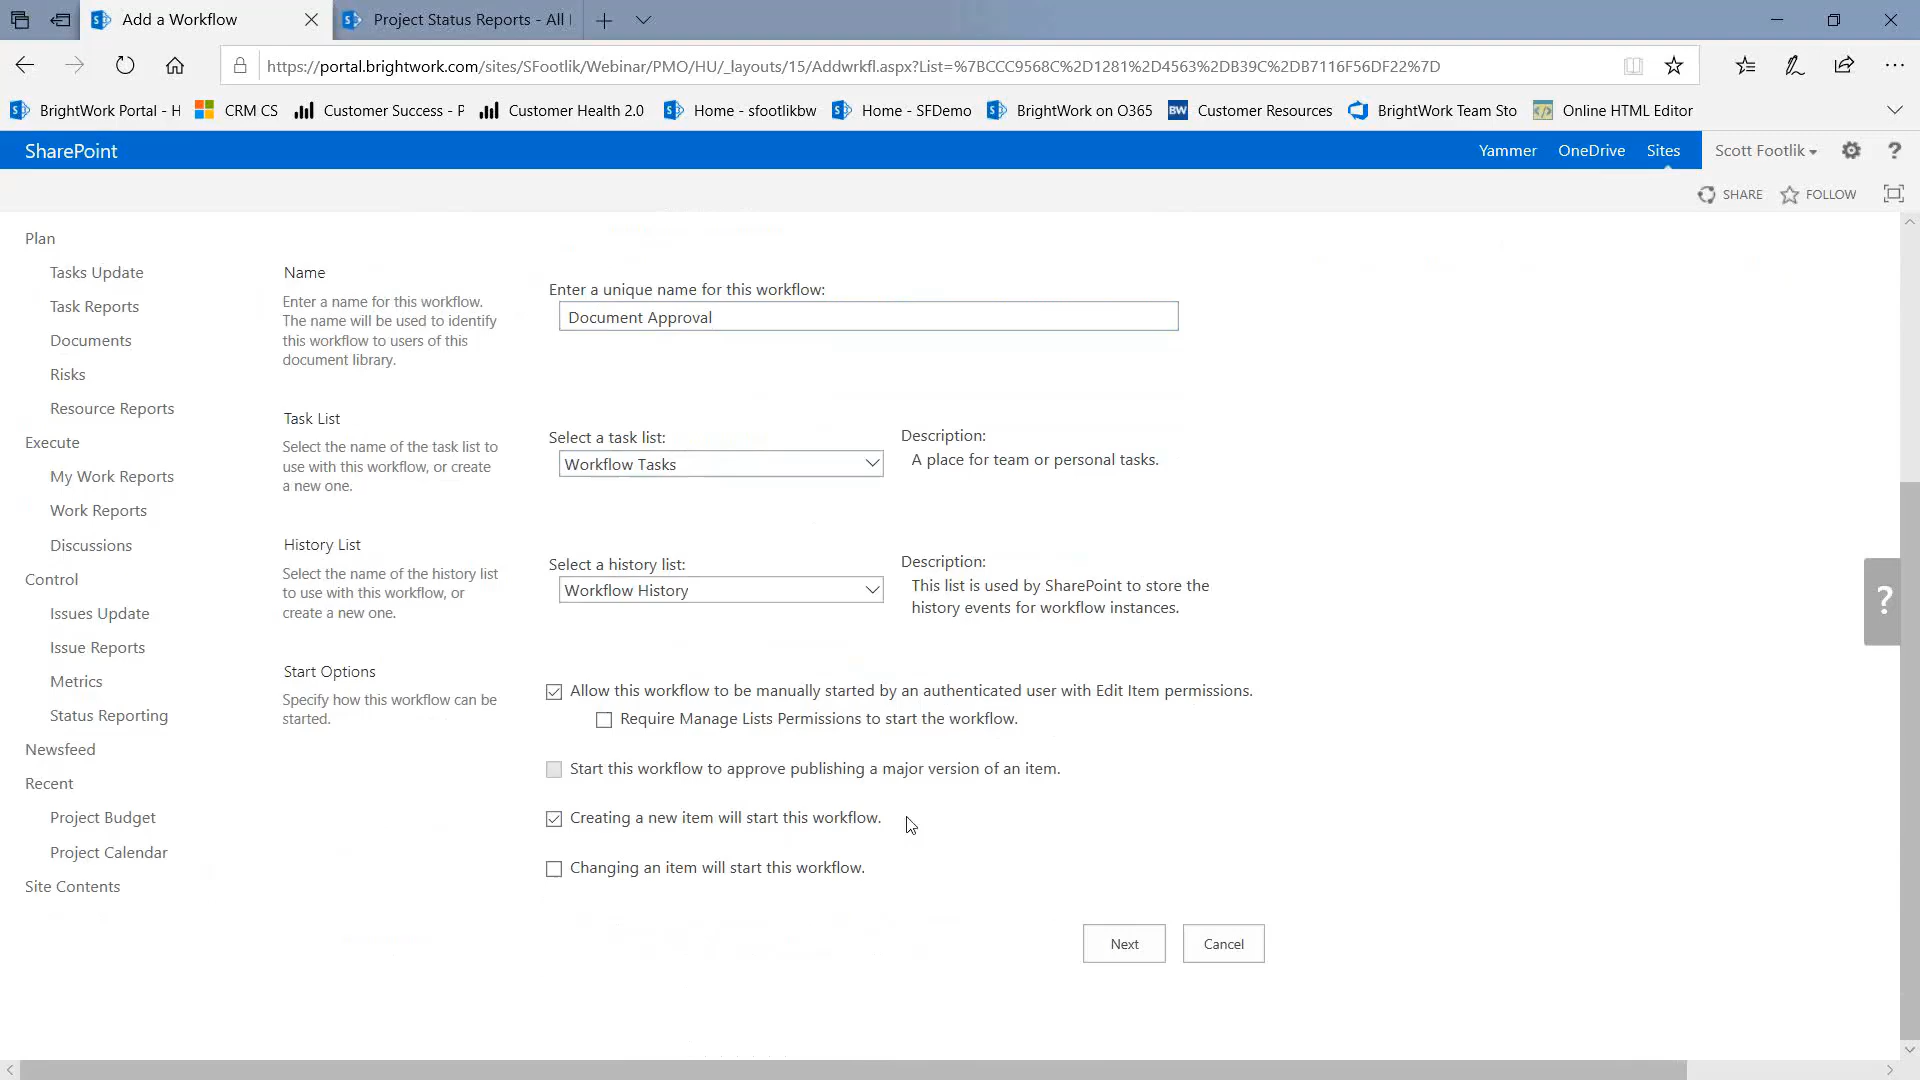 Add a Workflow
Project Status Reports - All
https://portal.brightwork.com/sites/SFootlik/Webinar/PMO/HU/_layouts/15/Addwrkfl.aspx?List=%7BCCC9568C%2D1281%2D4563%2DB39C%2DB7116F56DF22%7D
BrightWork Portal - H
CRM CS
Customer Success - P
Customer Health 2.0
Home - sfootlikbw
Home - SFDemo
BrightWork on O365
BW
Customer Resources
BrightWork Team Sto
Online HTML Editor
SharePoint
Yammer
OneDrive
Sites
Scott Footlik
?
SHARE
FOLLOW
Plan
Tasks Update
Task Reports
Documents
Risks
Resource Reports
Execute
My Work Reports
Work Reports
Discussions
Control
Issues Update
Issue Reports
Metrics
Status Reporting
Newsfeed
Recent
Project Budget
Project Calendar
Site Contents
Name
Enter a name for this workflow.
The name will be used to identify
this workflow to users of this
document library.
Enter a unique name for this workflow:
Document Approval
Task List
Select the name of the task list to
use with this workflow, or create
a new one.
Select a task list:
Workflow Tasks
Description:
A place for team or personal tasks.
History List
Select the name of the history list
to use with this workflow, or
create a new one.
Select a history list:
Workflow History
Description:
This list is used by SharePoint to store the
history events for workflow instances.
Start Options
Specify how this workflow can be
started.
Allow this workflow to be manually started by an authenticated user with Edit Item permissions.
Require Manage Lists Permissions to start the workflow.
Start this workflow to approve publishing a major version of an item.
Creating a new item will start this workflow.
Changing an item will start this workflow.
Next
Cancel
?